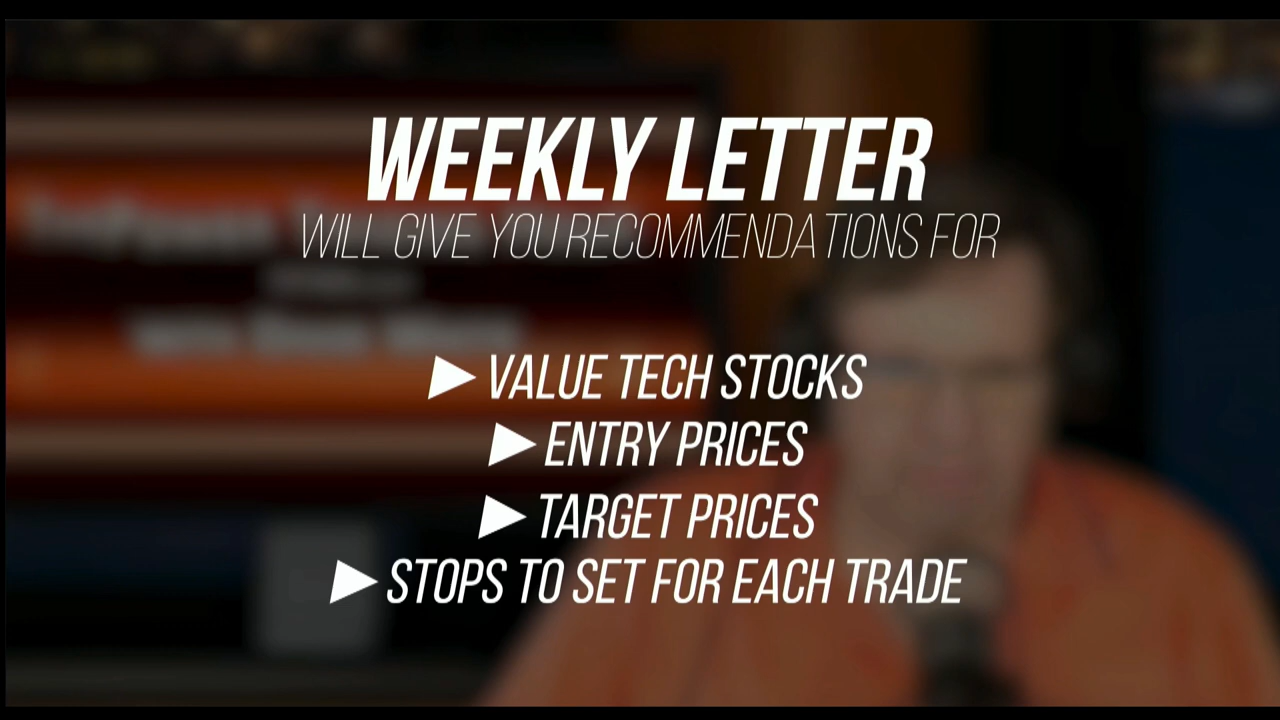 WEEKLY LETTER
WILL GIVE YOU RECOMMENDATIONS FOR
▶ VALUE TECH STOCKS
▶ ENTRY PRICES
▶ TARGET PRICES
▶ STOPS TO SET FOR EACH TRADE